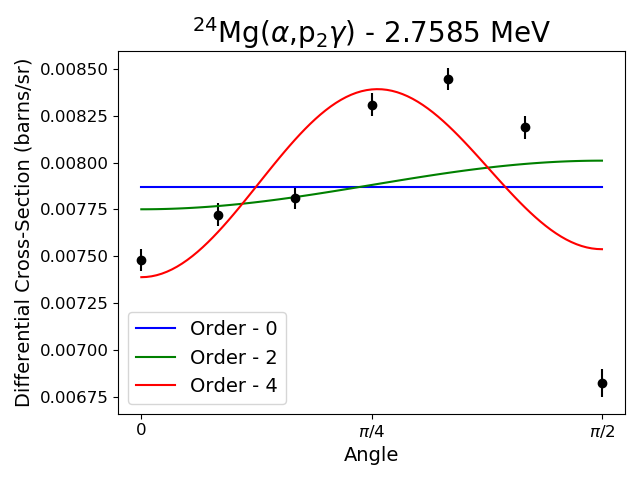 ²⁴Mg(α,p₂γ) - 2.7585 MeV
Differential Cross-Section (barns/sr)
0.00850
0.00825
0.00800
0.00775
0.00750
0.00725
0.00700
0.00675
Order - 0
Order - 2
Order - 4
0
π/4
π/2
Angle